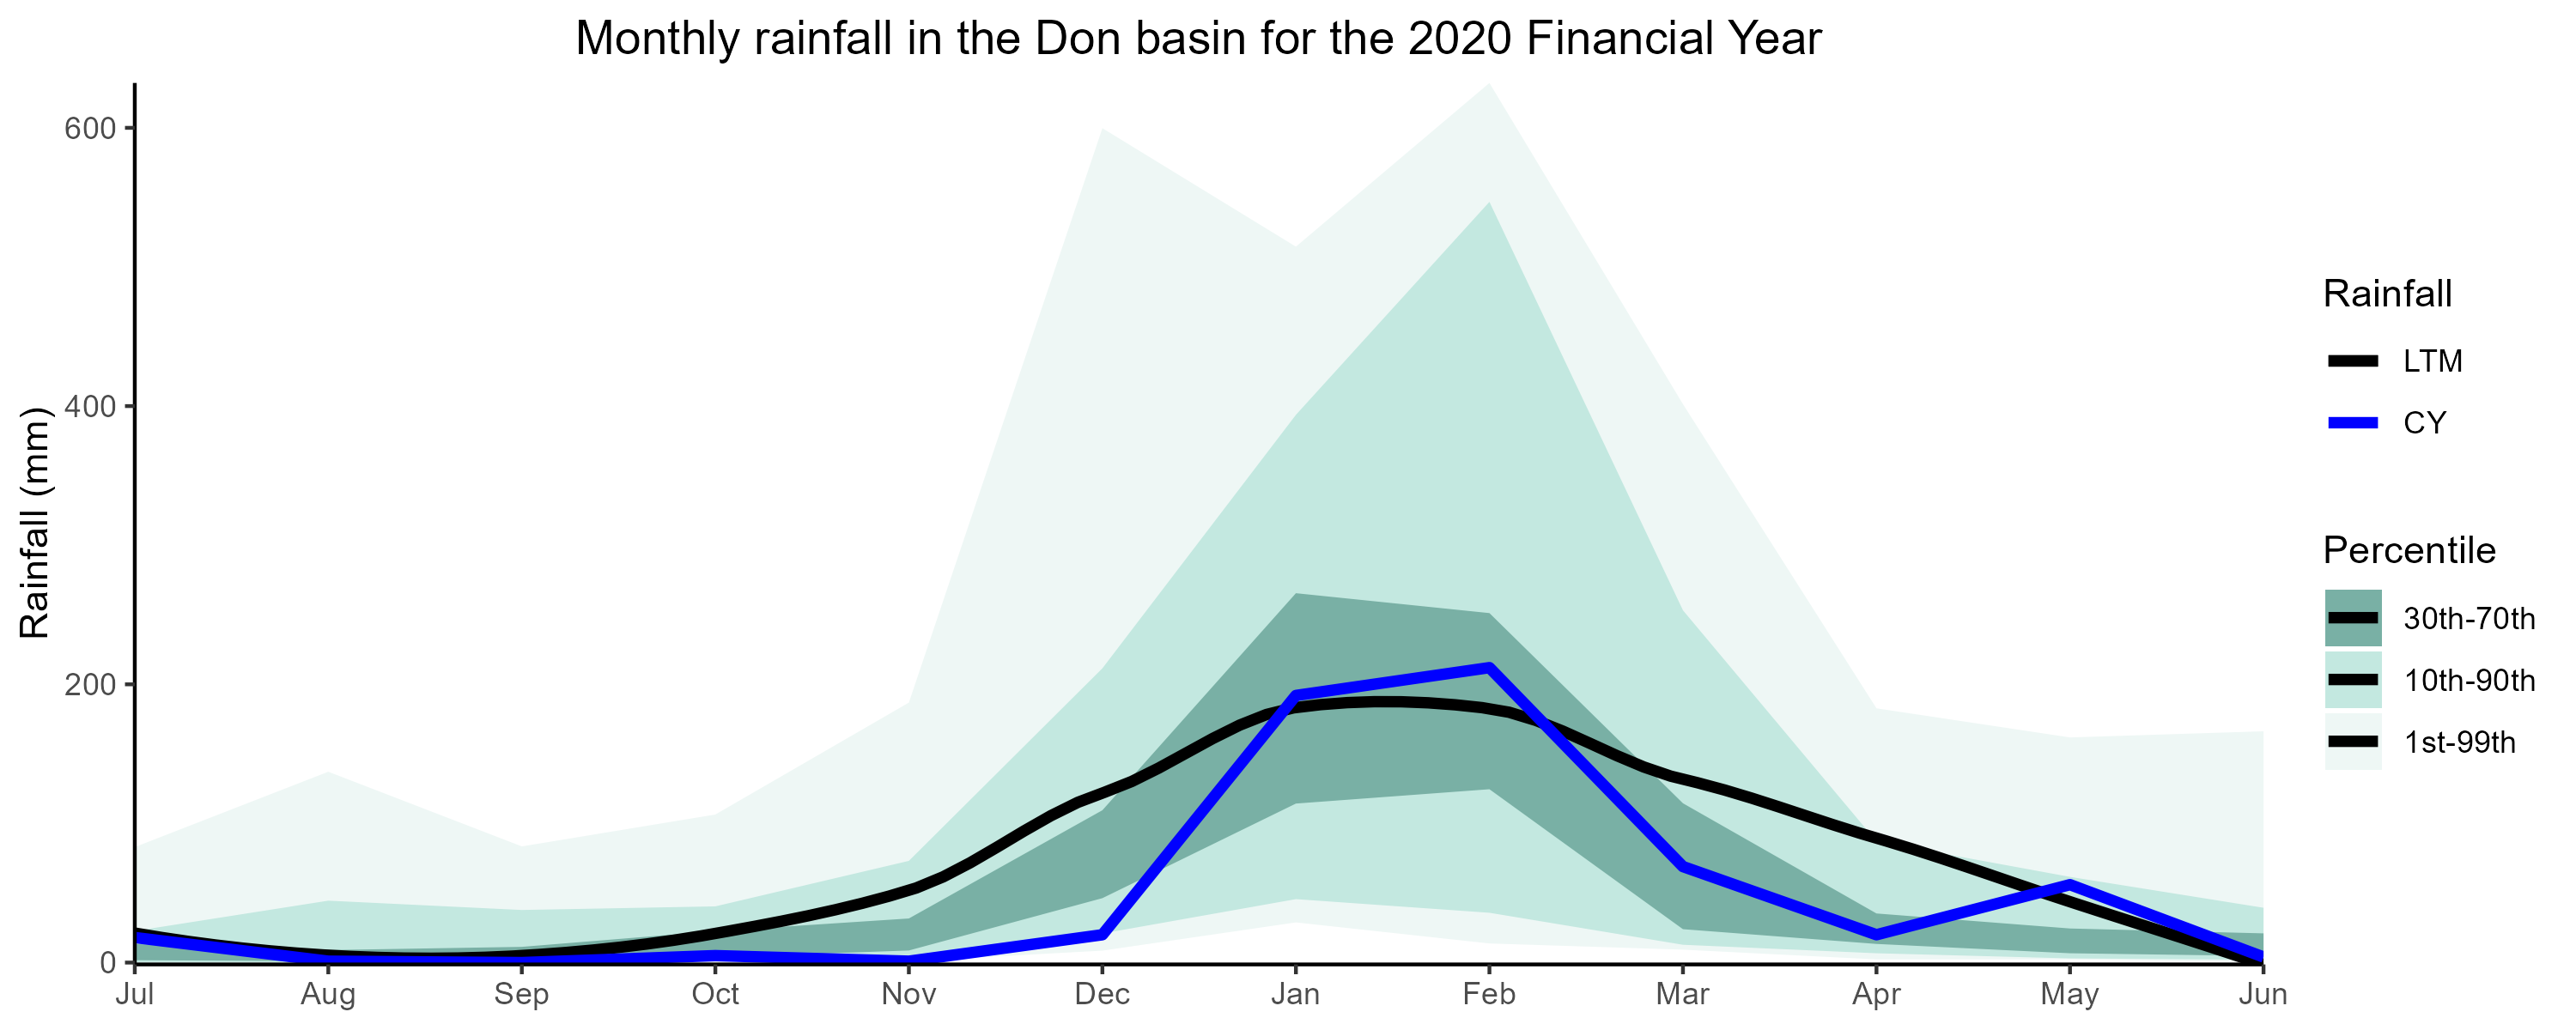 Monthly rainfall in the Don basin for the 2020 Financial Year
Rainfall (mm)
600
400
200
0
Jul Aug Sep Oct Nov Dec Jan Feb Mar Apr May Jun
Rainfall
LTM
CY
Percentile
30th-70th
10th-90th
1st-99th